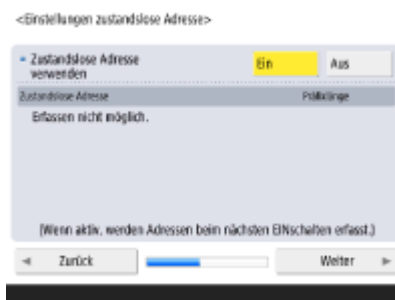 <Einstellungen zustandslose Adresse>
Zustandslose Adresse
verwenden
Ein
Aus
Zustandslose Adresse
Präfixlänge
Erfassen nicht möglich.
(Wenn aktiv, werden Adressen beim nächsten EINschalten erfasst.)
Zurück
Weiter